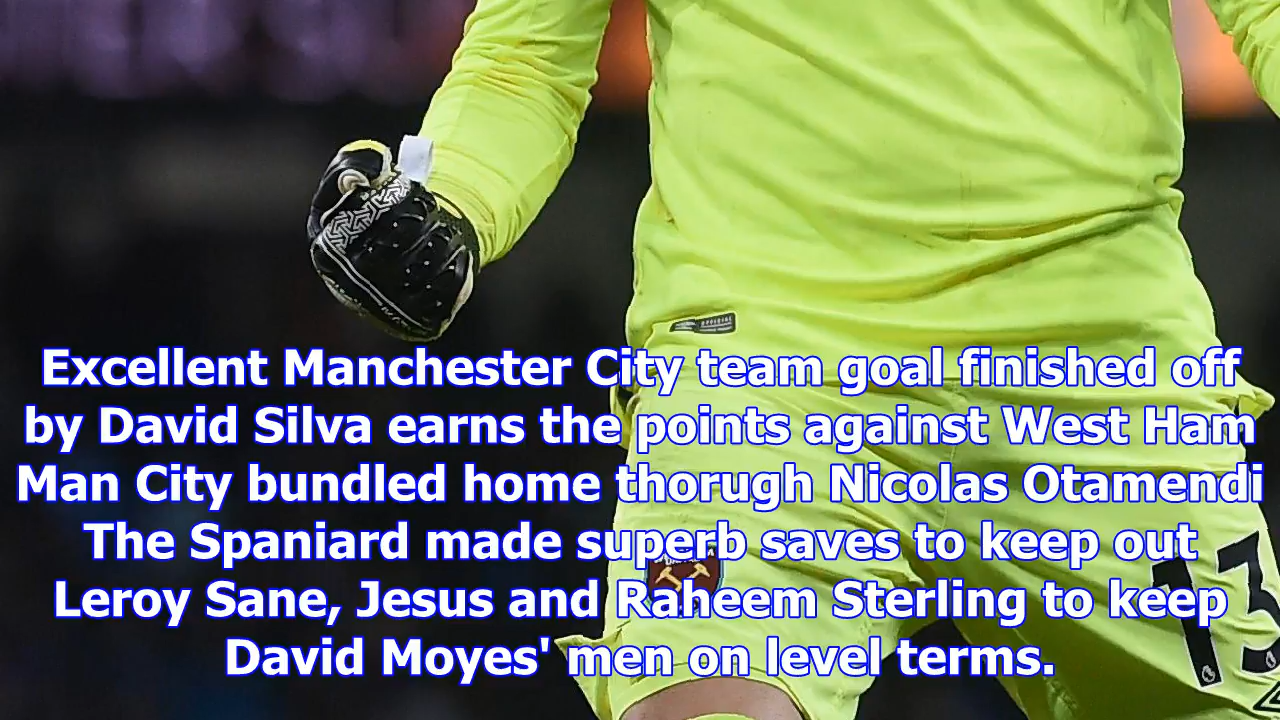 OFFICIAL
Excellent Manchester City team goal finished off
by David Silva earns the points against West Ham
Man City bundled home thorugh Nicolas Otamendi
The Spaniard made superb saves to keep out
Leroy Sane, Jesus and Raheem Sterling to keep
David Moyes' men on level terms.
13